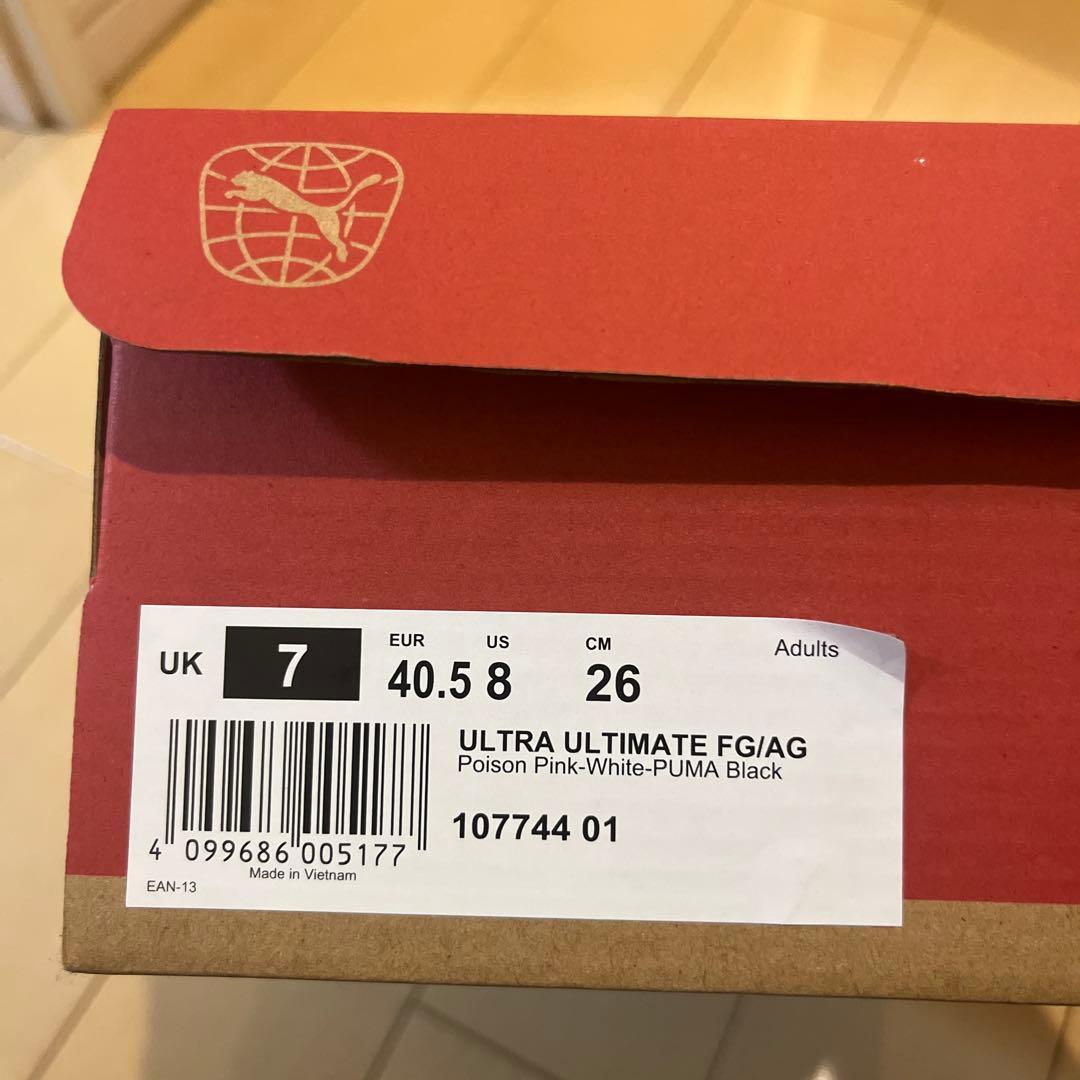 UK 7 EUR 40.5 US 8 CM 26 Adults
ULTRA ULTIMATE FG/AG
Poison Pink-White-PUMA Black
107744 01
4 099686 005177
Made in Vietnam
EAN-13